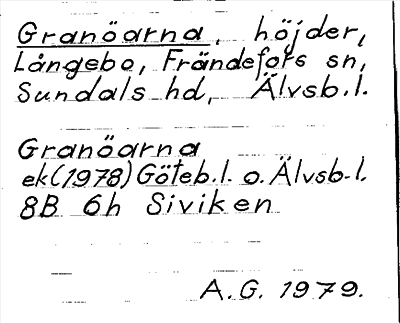 Granöarna, höjder,
Långebo, Frändefors sn,
Sundals hd, Älvsb.l.
Granöarna
ek(1978) Göteb.l. o. Älvsb.l.
8B 6h Siviken
A.G. 1979.